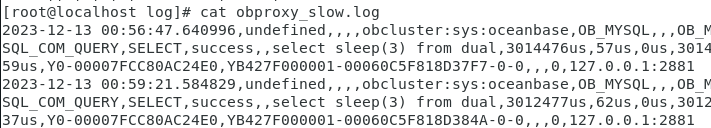 [root@localhost log]# cat obproxy_slow.log
2023-12-13 00:56:47.640996,undefined,,,,obcluster:sys:oceanbase,OB_MYSQL,,,OB_M
SQL_COM_QUERY,SELECT,success,,select sleep(3) from dual,3014476us,57us,0us,3014
59us,Y0-00007FCC80AC24E0,YB427F000001-00060C5F818D37F7-0-0,,,0,127.0.0.1:2881
2023-12-13 00:59:21.584829,undefined,,,,obcluster:sys:oceanbase,OB_MYSQL,,,OB_M
SQL_COM_QUERY,SELECT,success,,select sleep(3) from dual,3012477us,62us,0us,3012
37us,Y0-00007FCC80AC24E0,YB427F000001-00060C5F818D384A-0-0,,,0,127.0.0.1:2881